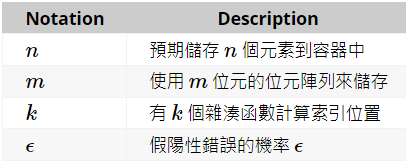 Notation Description
n 預期儲存 n 個元素到容器中
m 使用 m 位元的位元陣列來儲存
k 有 k 個雜湊函數計算索引位置
ϵ 假陽性錯誤的機率 ϵ